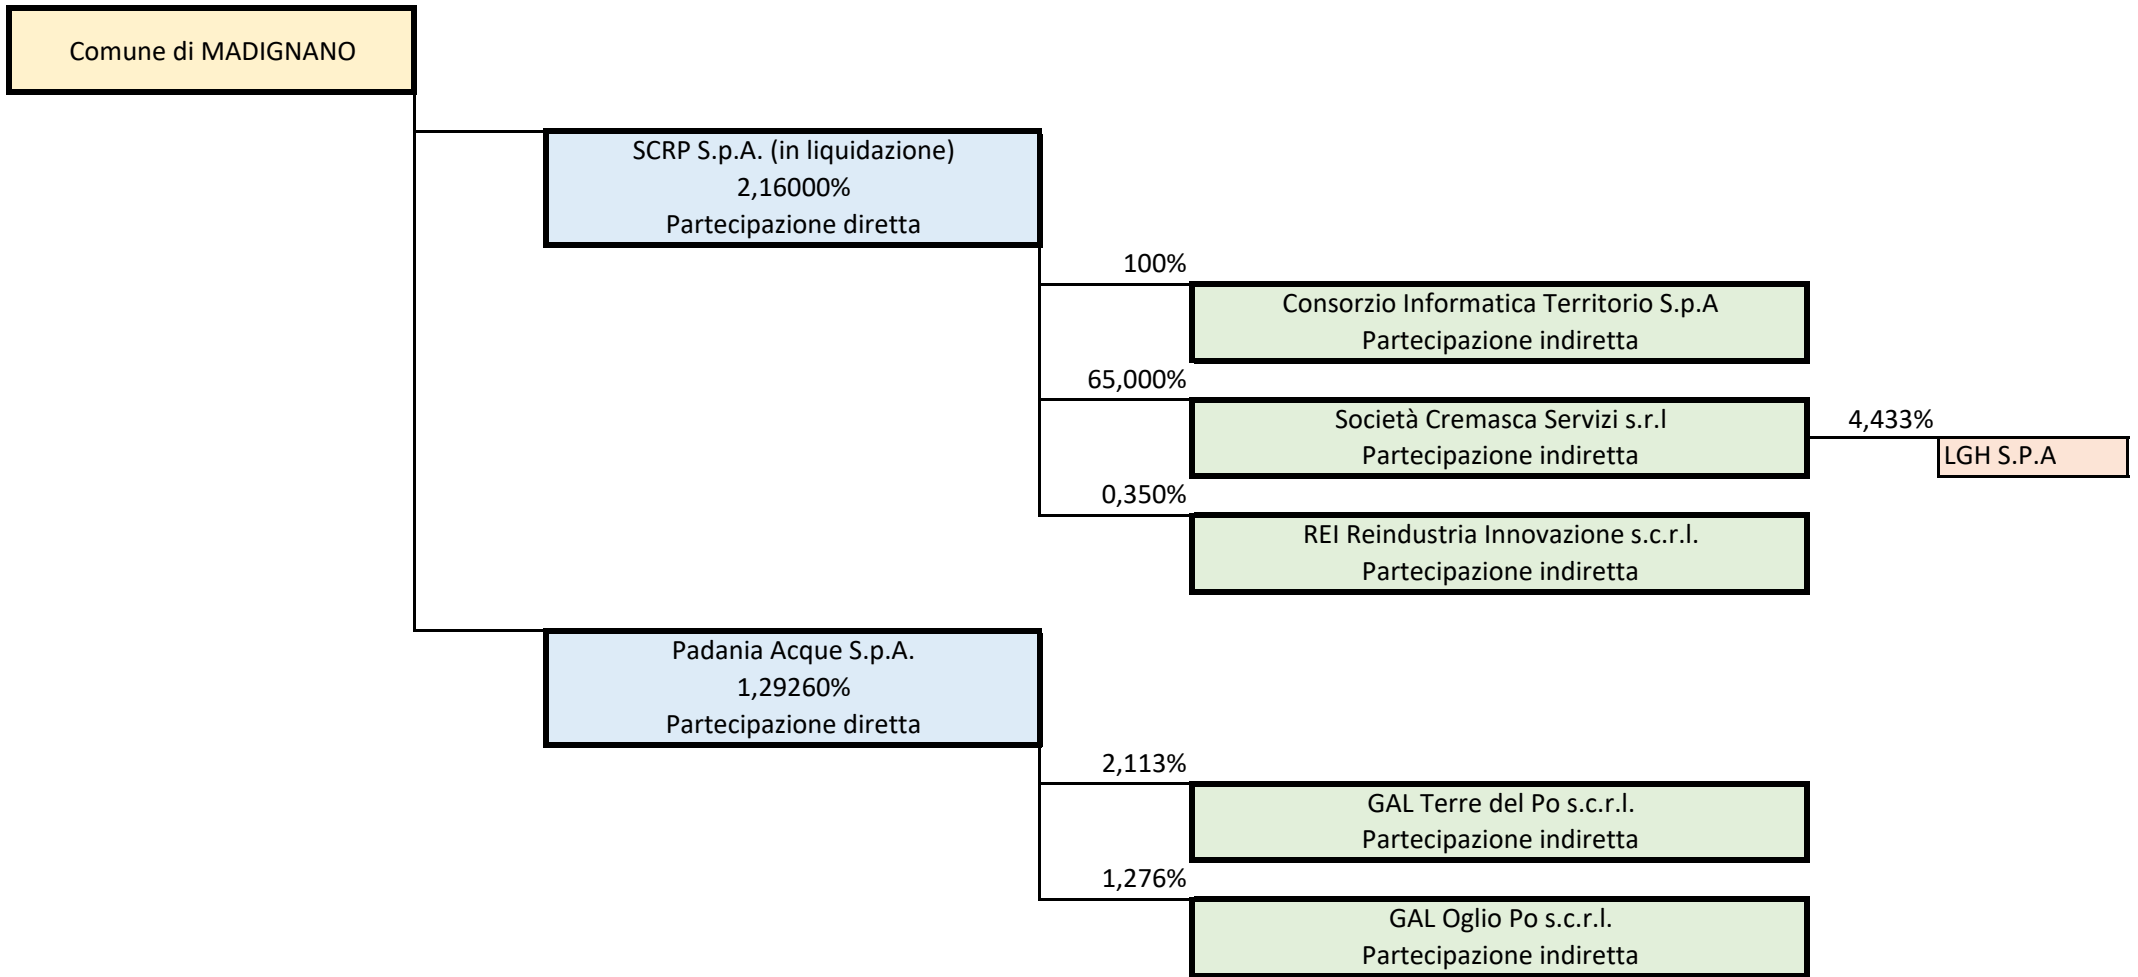 Comune di MADIGNANO
SCRP S.p.A. (in liquidazione)
2,16000%
Partecipazione diretta
100%
Consorzio Informatica Territorio S.p.A
Partecipazione indiretta
65,000%
Società Cremasca Servizi s.r.l
Partecipazione indiretta
4,433%
LGH S.P.A
0,350%
REI Reindustria Innovazione s.c.r.l.
Partecipazione indiretta
Padania Acque S.p.A.
1,29260%
Partecipazione diretta
2,113%
GAL Terre del Po s.c.r.l.
Partecipazione indiretta
1,276%
GAL Oglio Po s.c.r.l.
Partecipazione indiretta